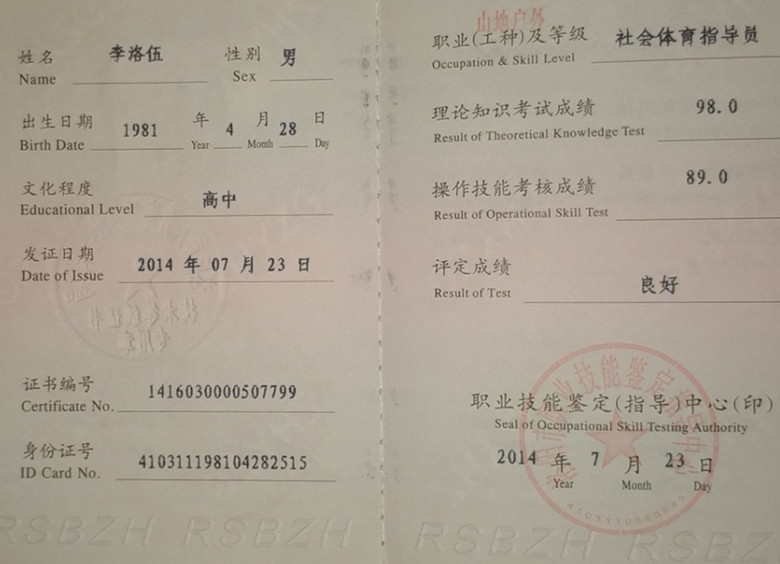 姓名 李洛伍 性别 男
Name Sex
出生日期 1981 年 4 月 28 日
Birth Date Year Month Day
文化程度 高中
Educational Level
发证日期 2014 年 07 月 23 日
Date of Issue
证书编号 1416030000507799
Certificate No.
身份证号 410311198104282515
ID Card No.
RSBZH RSBZH
山地户外
职业(工种)及等级 社会体育指导员
Occupation & Skill Level
理论知识考试成绩 98.0
Result of Theoretical Knowledge Test
操作技能考核成绩 89.0
Result of Operational Skill Test
评定成绩 良好
Result of Test
职业技能鉴定(指导)中心(印)
Seal of Occupational Skill Testing Authority
2014 年 7 月 23 日
Year Month Day
RSBZH RSBZH